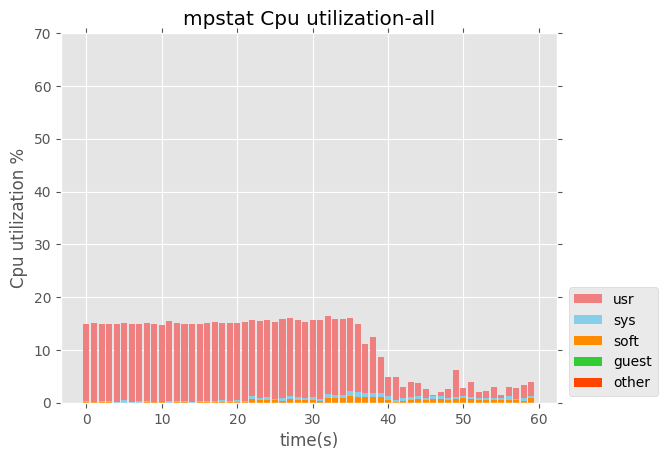 mpstat Cpu utilization-all
70
60
50
40
30
20
10
0
Cpu utilization %
0 10 20 30 40 50 60
time(s)
usr
sys
soft
guest
other